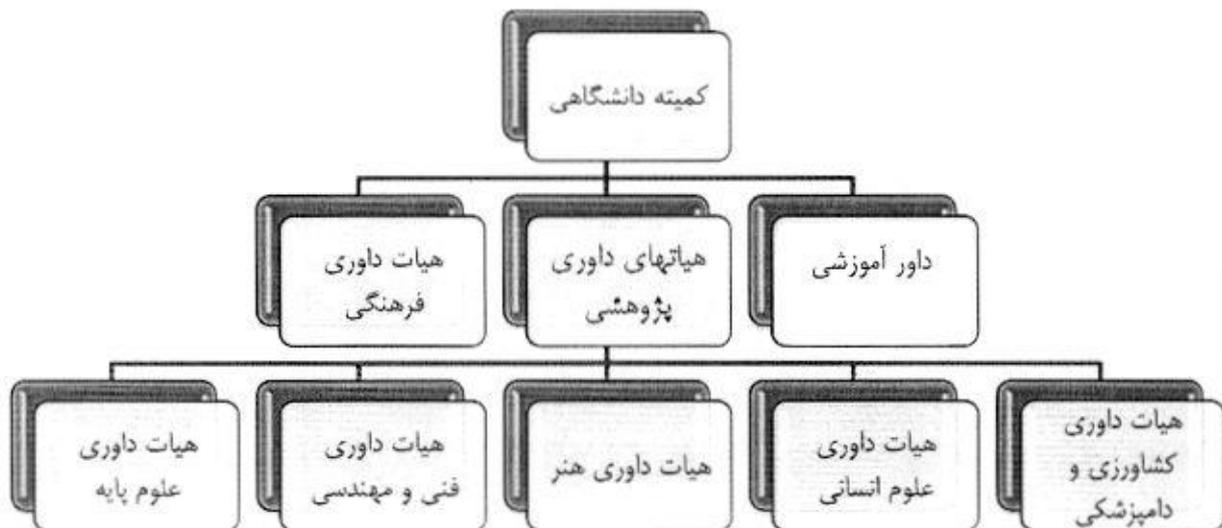 کمیته دانشگاهی
داور آموزشی
هیاتهای داوری
پژوهشی
هیات داوری
فرهنگی
هیات داوری
کشاورزی و
دامپزشکی
هیات داوری
علوم انسانی
هیات داوری هنر
هیات داوری
فنی و مهندسی
هیات داوری
علوم پایه